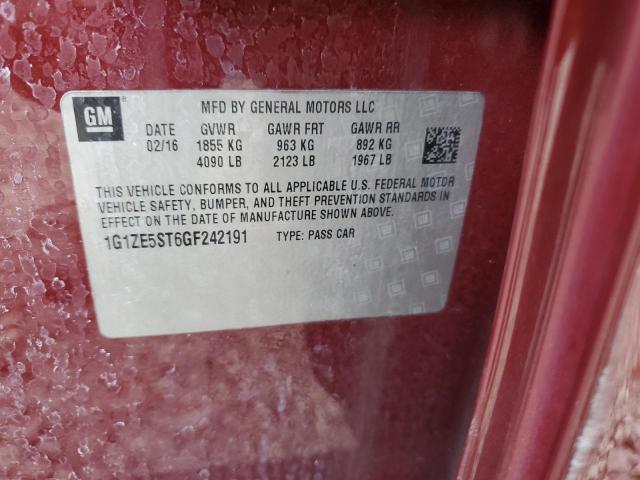 GM MFD BY GENERAL MOTORS LLC
DATE GVWR GAWR FRT GAWR RR
02/16 1855 KG 963 KG 892 KG
4090 LB 2123 LB 1967 LB
THIS VEHICLE CONFORMS TO ALL APPLICABLE U.S. FEDERAL MOTOR
VEHICLE SAFETY, BUMPER, AND THEFT PREVENTION STANDARDS IN
EFFECT ON THE DATE OF MANUFACTURE SHOWN ABOVE.
1G1ZE5ST6GF242191 TYPE: PASS CAR